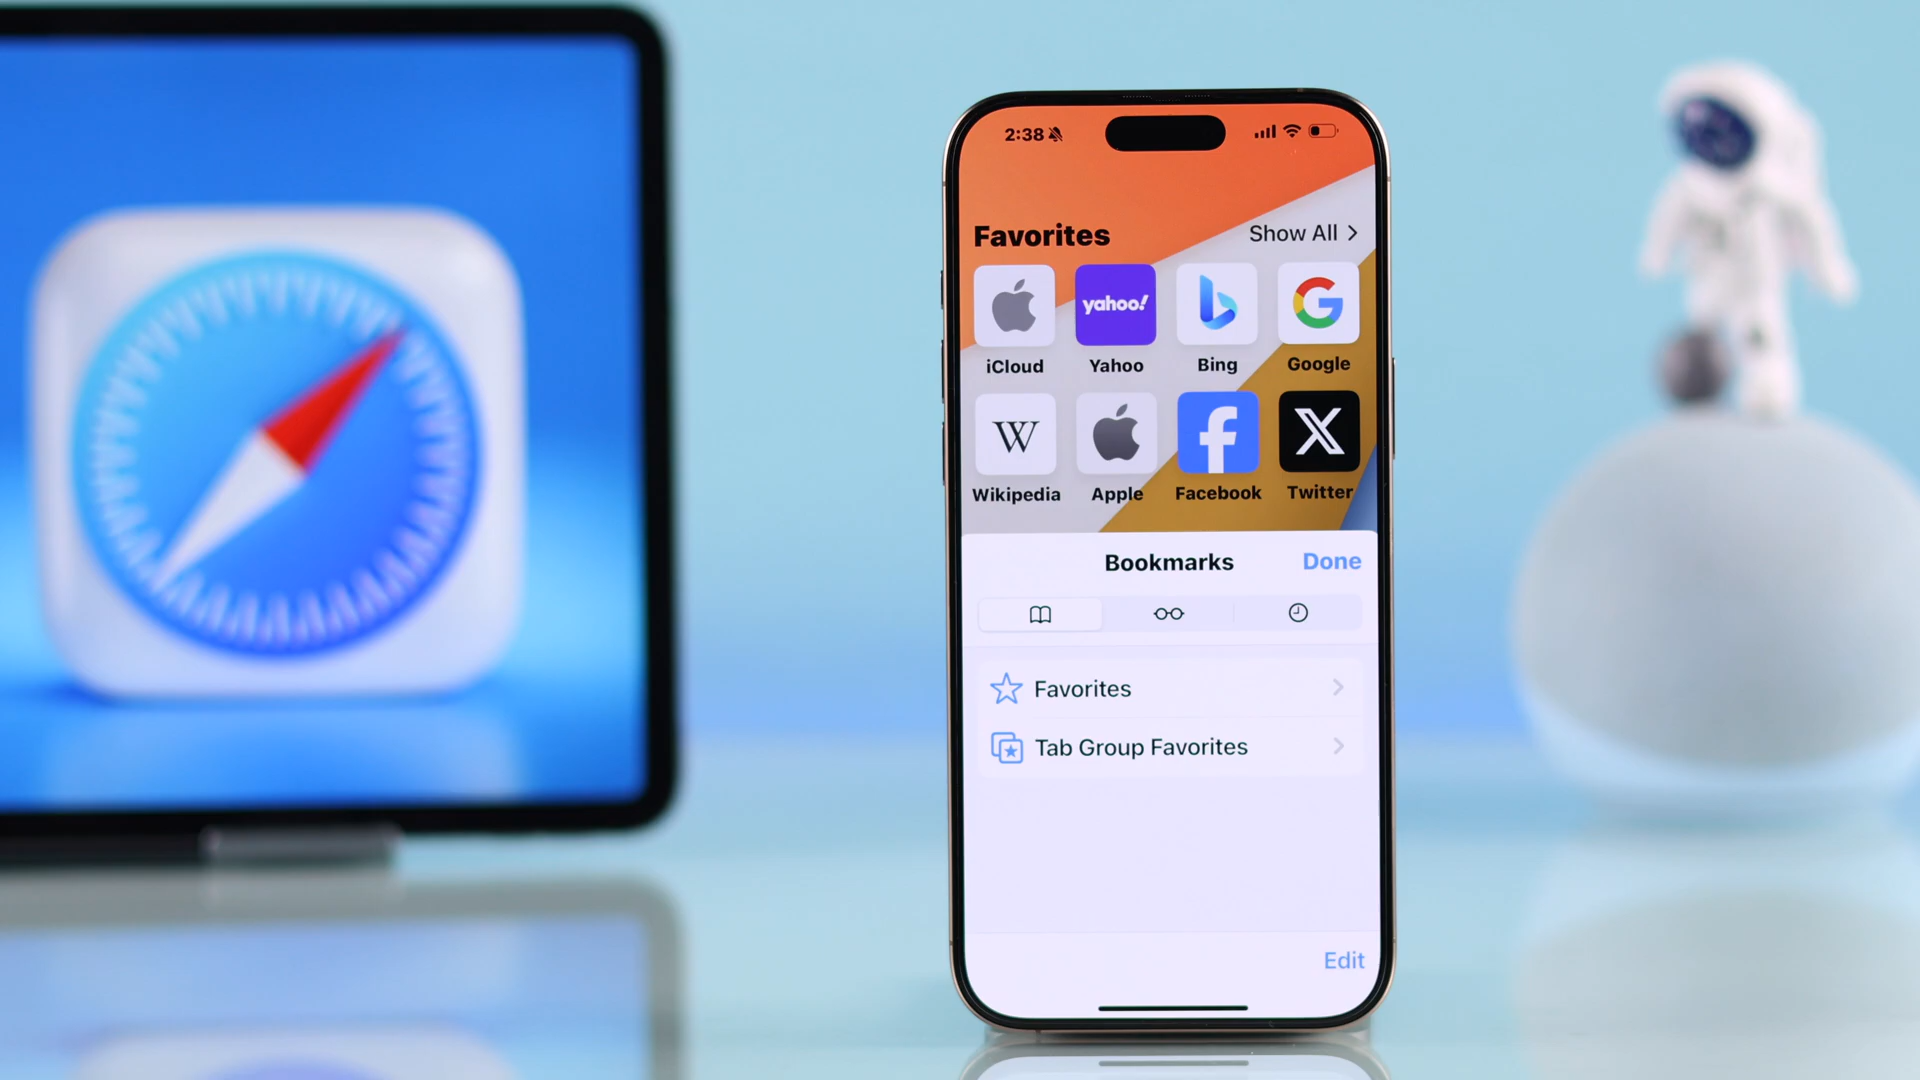 2:38
Favorites
Show All
yahoo!
iCloud
Yahoo
Bing
Google
W
X
Wikipedia
Apple
Facebook
Twitter
Bookmarks
Done
Favorites
Tab Group Favorites
Edit